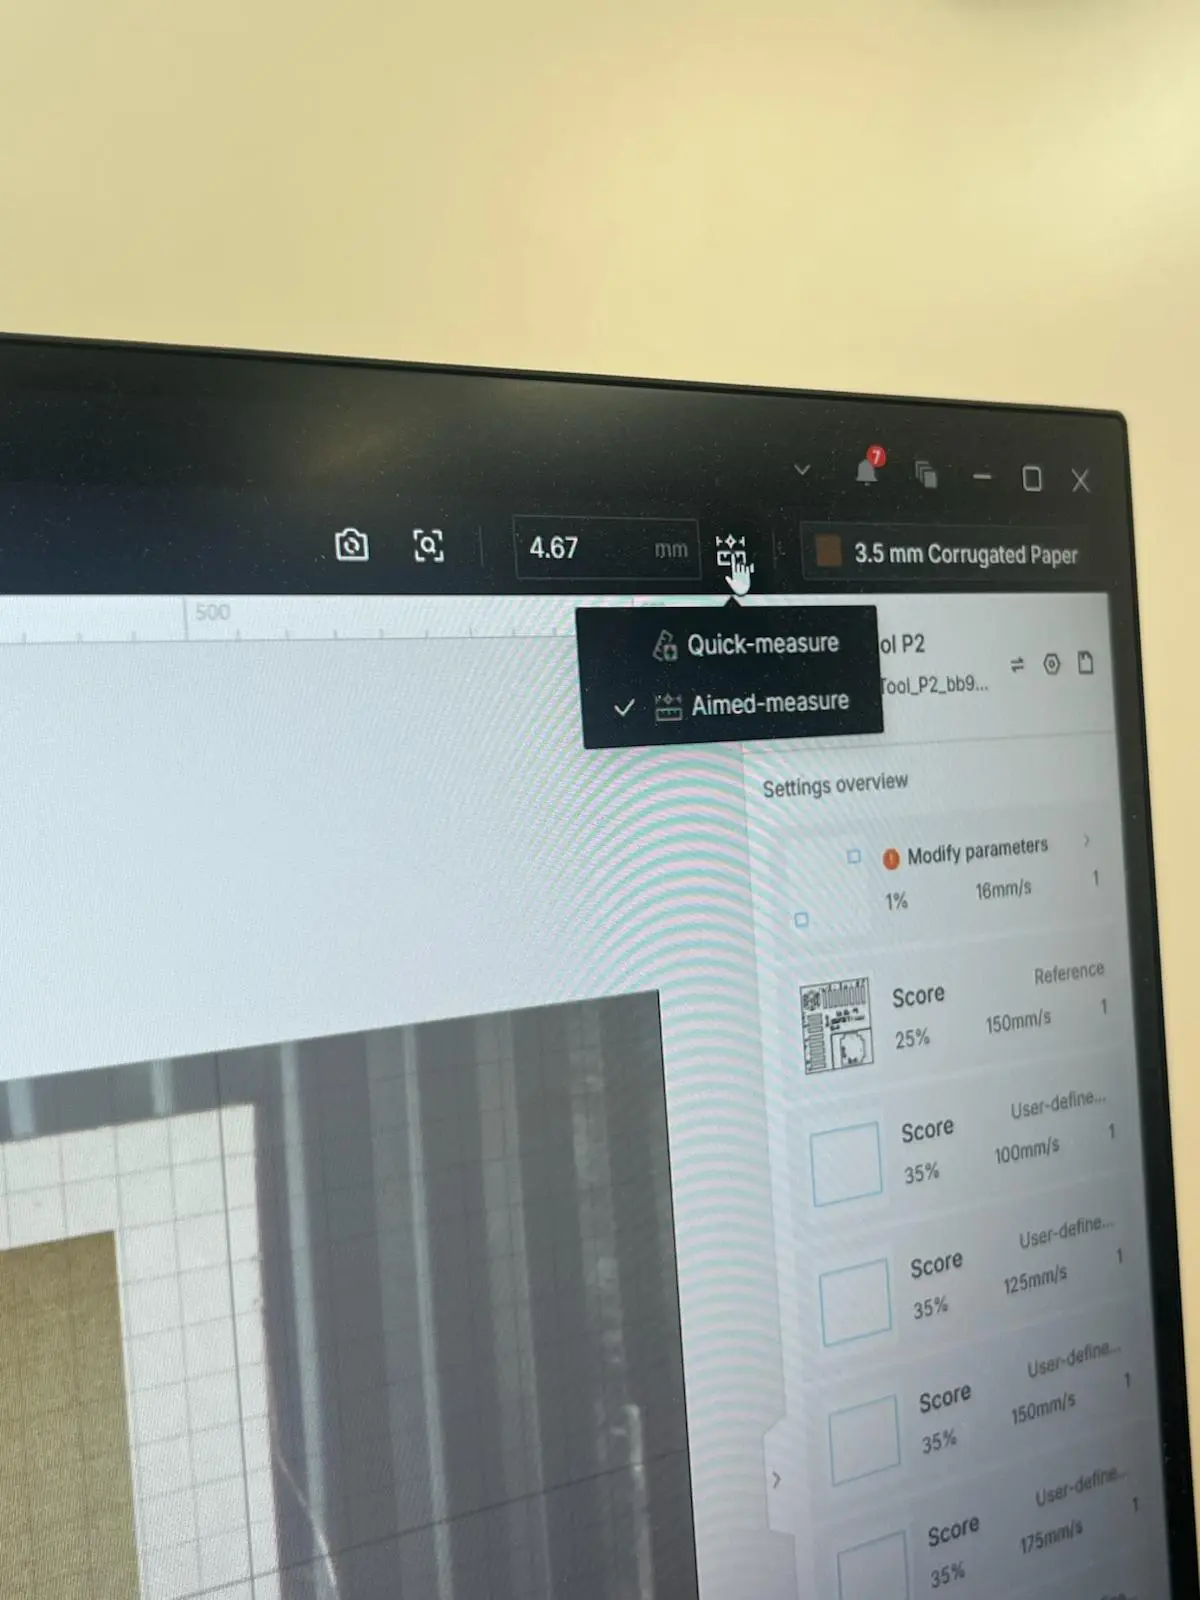 7
4.67 mm
3.5 mm Corrugated Paper
500
Quick-measure
Aimed-measure
ol P2
Tool_P2_bb9...
Settings overview
Modify parameters
1% 16mm/s 1
Score Reference
25% 150mm/s 1
Score User-define...
35% 100mm/s 1
Score User-define...
35% 125mm/s 1
Score User-define...
35% 150mm/s 1
Score User-define...
35% 175mm/s 1